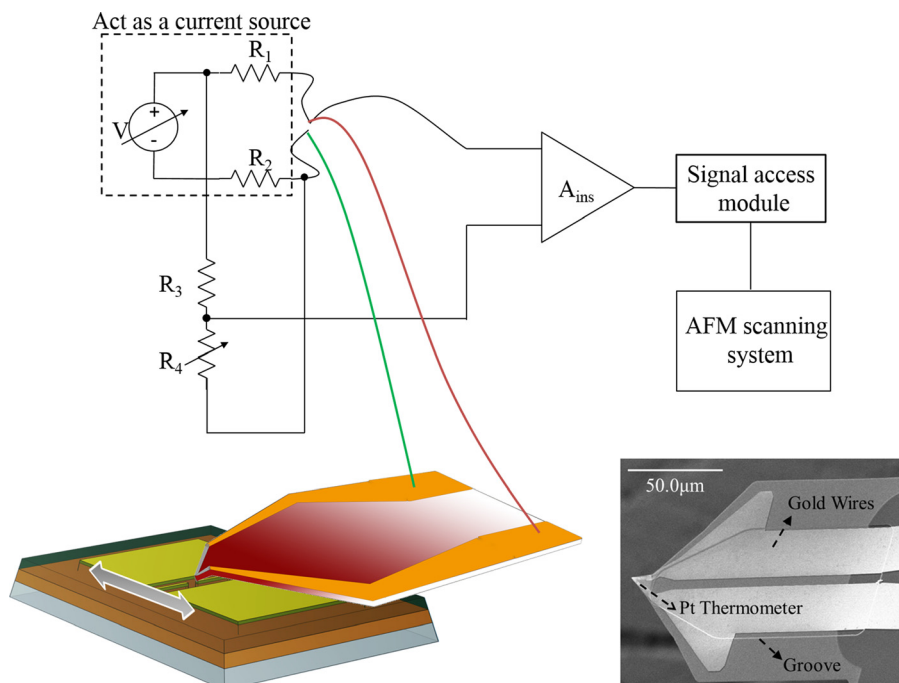 Act as a current source
R1
+
V
-
R2
Ains
Signal access
module
R3
R4
AFM scanning
system
50.0μm
Gold Wires
Pt Thermometer
Groove